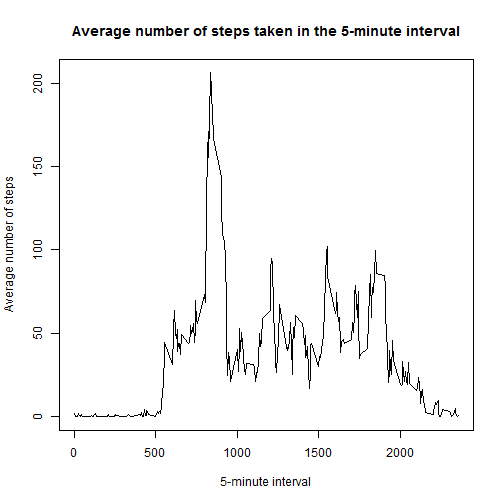 Average number of steps taken in the 5-minute interval
Average number of steps
200
150
100
50
0
0 500 1000 1500 2000
5-minute interval